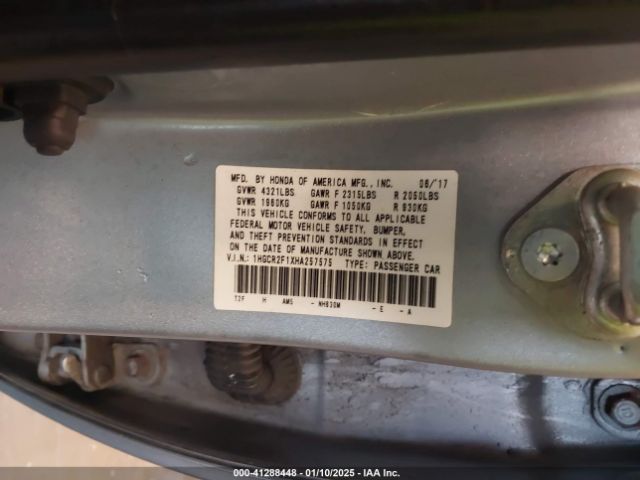 MFD. BY HONDA OF AMERICA MFG., INC. 06/'17
GVWR 4321LBS GAWR F 2315LBS R 2050LBS
GVWR 1960KG GAWR F 1050KG R 930KG
THIS VEHICLE CONFORMS TO ALL APPLICABLE
FEDERAL MOTOR VEHICLE SAFETY, BUMPER,
AND THEFT PREVENTION STANDARDS IN EFFECT
ON THE DATE OF MANUFACTURE SHOWN ABOVE.
V.I.N.: 1HGCR2F1XHA257575 TYPE: PASSENGER CAR
T2F H AM5 - NH830M - E - A
000-41288448 - 01/10/2025 - IAA Inc.